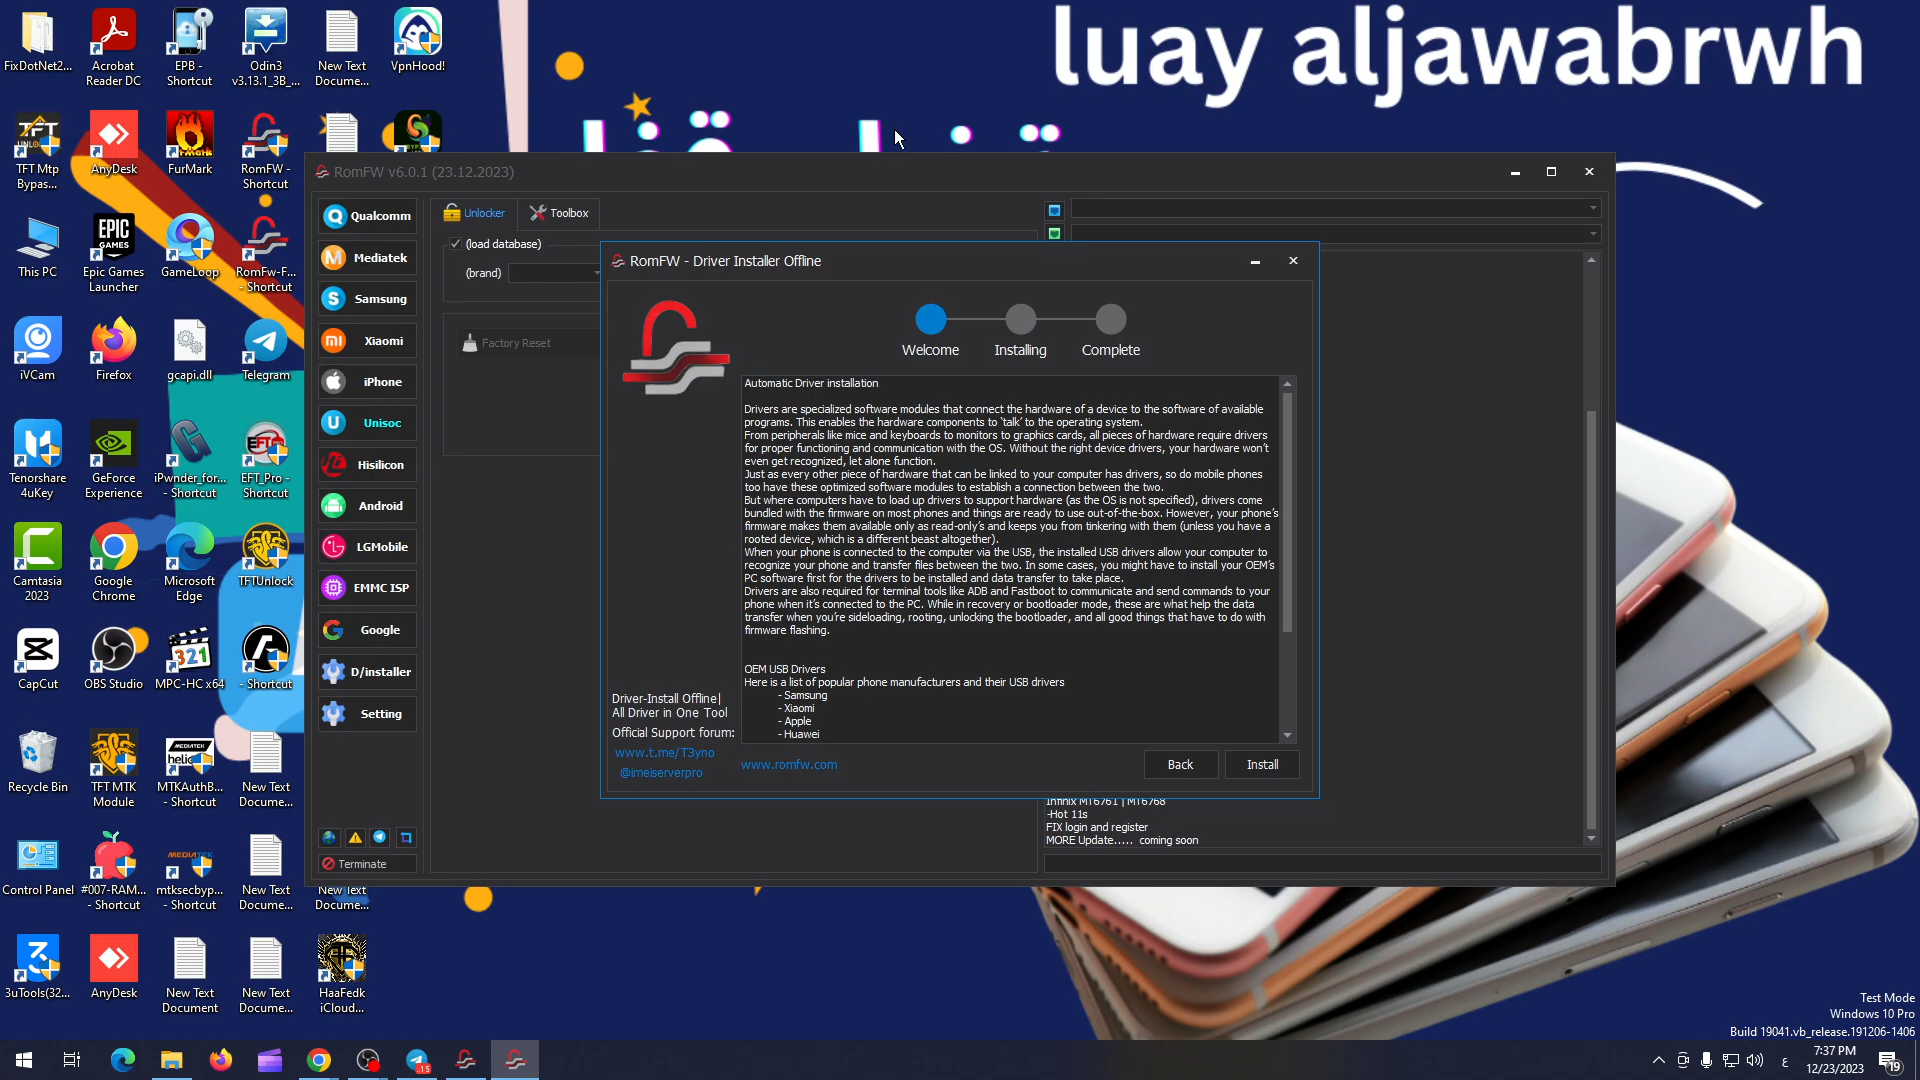 luay aljawabrwh
FixDotNet2...
Acrobat
Reader DC
EPB -
Shortcut
Odin3
v3.13.1_3B_...
New Text
Docume...
VpnHood!
TFT Mtp
Bypas...
AnyDesk
FurMark
RomFW -
Shortcut
This PC
Epic Games
Launcher
GameLoop
RomFw-F...
- Shortcut
iVCam
Firefox
gcapi.dll
Telegram
Tenorshare
4uKey
GeForce
Experience
iPwnder_for...
- Shortcut
EFT_Pro -
Shortcut
Camtasia
2023
Google
Chrome
Microsoft
Edge
TFTUnlock
CapCut
OBS Studio
MPC-HC x64
- Shortcut
Recycle Bin
TFT MTK
Module
MTKAuthB...
- Shortcut
New Text
Docume...
Control Panel
#007-RAM...
- Shortcut
mtksecbyp...
- Shortcut
New Text
Docume...
New Text
Docume...
3uTools(32...
AnyDesk
New Text
Document
New Text
Docume...
HaaFedk
iCloud...
RomFW v6.0.1 (23.12.2023)
Qualcomm
Mediatek
Samsung
Xiaomi
iPhone
Unisoc
Hisilicon
Android
LGMobile
EMMC ISP
Google
D/installer
Setting
Terminate
Unlocker
Toolbox
(load database)
(brand)
Factory Reset
RomFW - Driver Installer Offline
Welcome
Installing
Complete
Automatic Driver installation
Drivers are specialized software modules that connect the hardware of a device to the software of available
programs. This enables the hardware components to ‘talk’ to the operating system.
From peripherals like mice and keyboards to monitors to graphics cards, all pieces of hardware require drivers
for proper functioning and communication with the OS. Without the right device drivers, your hardware won’t
even get recognized, let alone function.
Just as every other piece of hardware that can be linked to your computer has drivers, so do mobile phones
too have these optimized software modules to establish a connection between the two.
But where computers have to load up drivers to support hardware (as the OS is not specified), drivers come
bundled with the firmware on most phones and things are ready to use out-of-the-box. However, your phone’s
firmware makes them available only as read-only’s and keeps you from tinkering with them (unless you have a
rooted device, which is a different beast altogether).
When your phone is connected to the computer via the USB, the installed USB drivers allow your computer to
recognize your phone and transfer files between the two. In some cases, you might have to install your OEM’s
PC software first for the drivers to be installed and data transfer to take place.
Drivers are also required for terminal tools like ADB and Fastboot to communicate and send commands to your
phone when it’s connected to the PC. While in recovery or bootloader mode, these are what help the data
transfer when you’re sideloading, rooting, unlocking the bootloader, and all good things that have to do with
firmware flashing.
OEM USB Drivers
Here is a list of popular phone manufacturers and their USB drivers
- Samsung
- Xiaomi
- Apple
- Huawei
Driver-Install Offline|
All Driver in One Tool
Official Support forum:
www.t.me/T3yno
@imeiserverpro
www.romfw.com
Back
Install
Infinix MT6761 | MT6768
-Hot 11s
FIX login and register
MORE Update..... coming soon
Test Mode
Windows 10 Pro
Build 19041.vb_release.191206-1406
ع
7:37 PM
12/23/2023
19